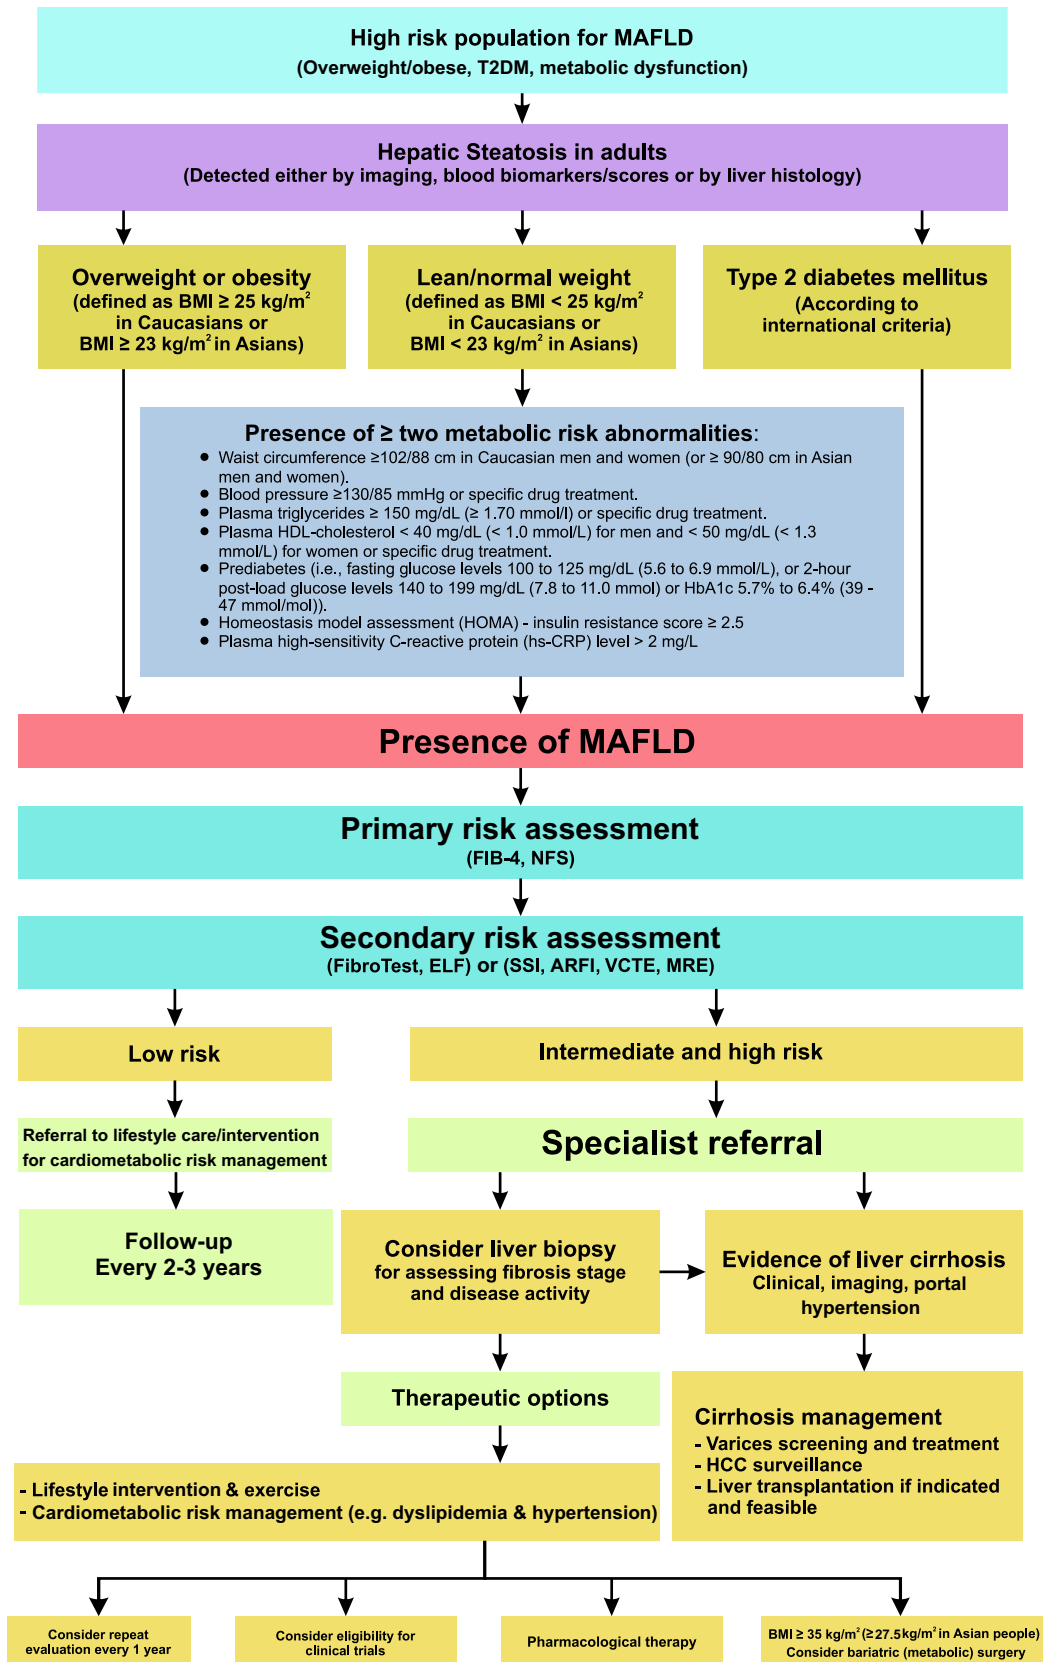 High risk population for MAFLD
(Overweight/obese, T2DM, metabolic dysfunction)
Hepatic Steatosis in adults
(Detected either by imaging, blood biomarkers/scores or by liver histology)
Overweight or obesity
(defined as BMI ≥ 25 kg/m²
in Caucasians or
BMI ≥ 23 kg/m² in Asians)
Lean/normal weight
(defined as BMI < 25 kg/m²
in Caucasians or
BMI < 23 kg/m² in Asians)
Type 2 diabetes mellitus
(According to
international criteria)
Presence of ≥ two metabolic risk abnormalities:
● Waist circumference ≥102/88 cm in Caucasian men and women (or ≥ 90/80 cm in Asian
men and women).
● Blood pressure ≥130/85 mmHg or specific drug treatment.
● Plasma triglycerides ≥ 150 mg/dL (≥ 1.70 mmol/l) or specific drug treatment.
● Plasma HDL-cholesterol < 40 mg/dL (< 1.0 mmol/L) for men and < 50 mg/dL (< 1.3
mmol/L) for women or specific drug treatment.
● Prediabetes (i.e., fasting glucose levels 100 to 125 mg/dL (5.6 to 6.9 mmol/L), or 2-hour
post-load glucose levels 140 to 199 mg/dL (7.8 to 11.0 mmol) or HbA1c 5.7% to 6.4% (39 -
47 mmol/mol)).
● Homeostasis model assessment (HOMA) - insulin resistance score ≥ 2.5
● Plasma high-sensitivity C-reactive protein (hs-CRP) level > 2 mg/L
Presence of MAFLD
Primary risk assessment
(FIB-4, NFS)
Secondary risk assessment
(FibroTest, ELF) or (SSI, ARFI, VCTE, MRE)
Low risk
Intermediate and high risk
Referral to lifestyle care/intervention
for cardiometabolic risk management
Specialist referral
Follow-up
Every 2-3 years
Consider liver biopsy
for assessing fibrosis stage
and disease activity
Evidence of liver cirrhosis
Clinical, imaging, portal
hypertension
Therapeutic options
Cirrhosis management
- Varices screening and treatment
- HCC surveillance
- Liver transplantation if indicated
and feasible
- Lifestyle intervention & exercise
- Cardiometabolic risk management (e.g. dyslipidemia & hypertension)
Consider repeat
evaluation every 1 year
Consider eligibility for
clinical trials
Pharmacological therapy
BMI ≥ 35 kg/m² (≥27.5 kg/m² in Asian people)
Consider bariatric (metabolic) surgery